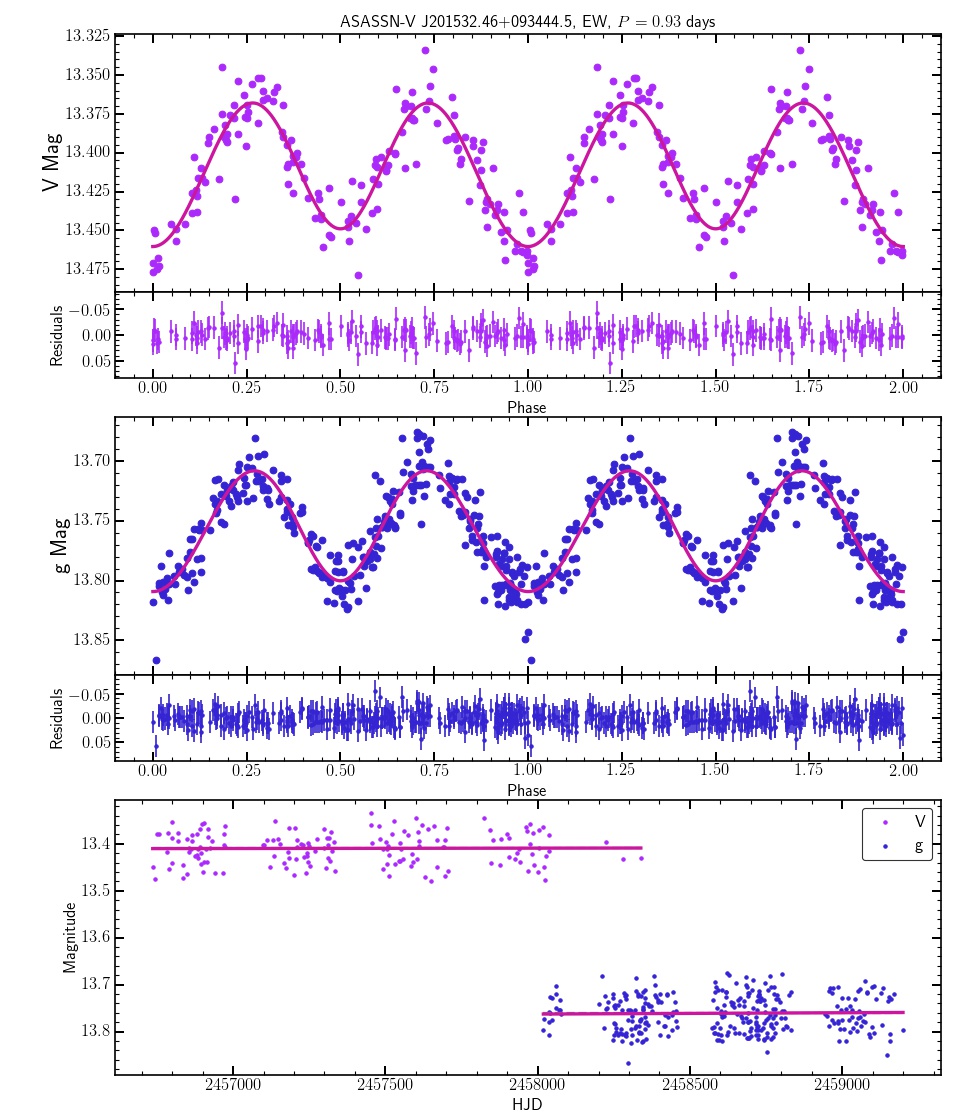 ASASSN-V J201532.46+093444.5, EW, P = 0.93 days
13.325
13.350
13.375
13.400
13.425
13.450
13.475
V Mag
−0.05
0.00
0.05
Residuals
0.00 0.25 0.50 0.75 1.00 1.25 1.50 1.75 2.00
Phase
13.70
13.75
13.80
13.85
g Mag
−0.05
0.00
0.05
Residuals
0.00 0.25 0.50 0.75 1.00 1.25 1.50 1.75 2.00
Phase
V
g
13.4
13.5
13.6
13.7
13.8
Magnitude
2457000 2457500 2458000 2458500 2459000
HJD